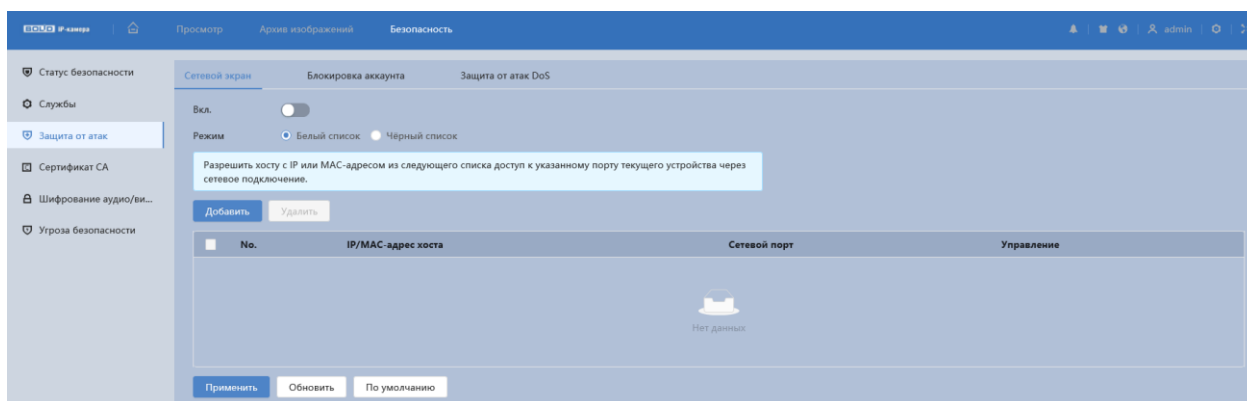 BOLID IP-камера
Просмотр
Архив изображений
Безопасность
admin
Статус безопасности
Службы
Защита от атак
Сертификат CA
Шифрование аудио/ви...
Угроза безопасности
Сетевой экран
Блокировка аккаунта
Защита от атак DoS
Вкл.
Режим
Белый список
Чёрный список
Разрешить хосту с IP или MAC-адресом из следующего списка доступ к указанному порту текущего устройства через
сетевое подключение.
Добавить
Удалить
No.
IP/MAC-адрес хоста
Сетевой порт
Управление
Нет данных
Применить
Обновить
По умолчанию